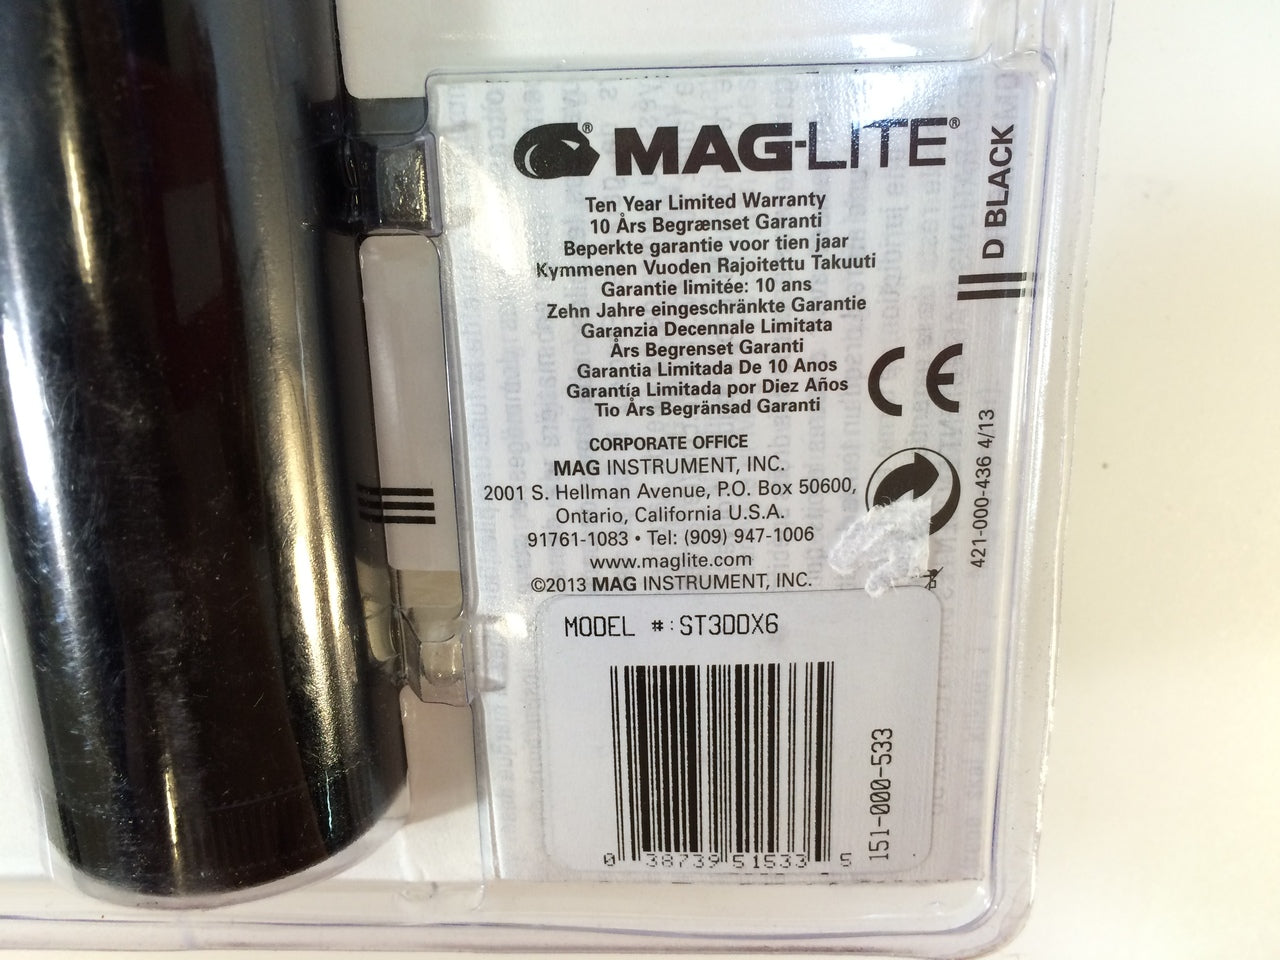 ® MAG-LITE®
Ten Year Limited Warranty
10 Års Begrænset Garanti
Beperkte garantie voor tien jaar
Kymmenen Vuoden Rajoitettu Takuuti
Garantie limitée: 10 ans
Zehn Jahre eingeschränkte Garantie
Garanzia Decennale Limitata
Års Begrenset Garanti
Garantia Limitada De 10 Anos
Garantía Limitada por Diez Años
Tio Års Begränsad Garanti
CORPORATE OFFICE
MAG INSTRUMENT, INC.
2001 S. Hellman Avenue, P.O. Box 50600,
Ontario, California U.S.A.
91761-1083 • Tel: (909) 947-1006
www.maglite.com
©2013 MAG INSTRUMENT, INC.
D BLACK
CE
421-000-436 4/13
MODEL #:ST3DDX6
0 38739 51533 5
151-000-533